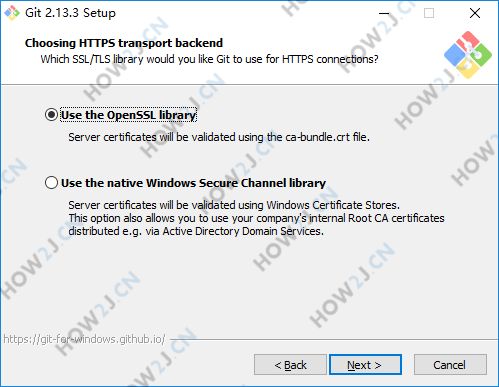 Git 2.13.3 Setup
Choosing HTTPS transport backend
Which SSL/TLS library would you like Git to use for HTTPS connections?
Use the OpenSSL library
Server certificates will be validated using the ca-bundle.crt file.
Use the native Windows Secure Channel library
Server certificates will be validated using Windows Certificate Stores.
This option also allows you to use your company's internal Root CA certificates
distributed e.g. via Active Directory Domain Services.
https://git-for-windows.github.io/
< Back
Next >
Cancel
HOW2J.CN
HOW2J.CN
HOW2J.CN
HOW2J.CN
HOW2J.CN
HOW2J.CN
HOW2J.CN
HOW2J.CN
HOW2J.CN